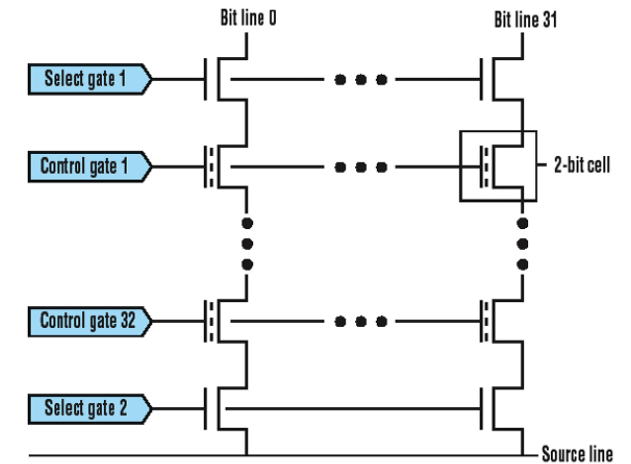 Bit line 0
Bit line 31
Select gate 1
Control gate 1
2-bit cell
Control gate 32
Select gate 2
Source line